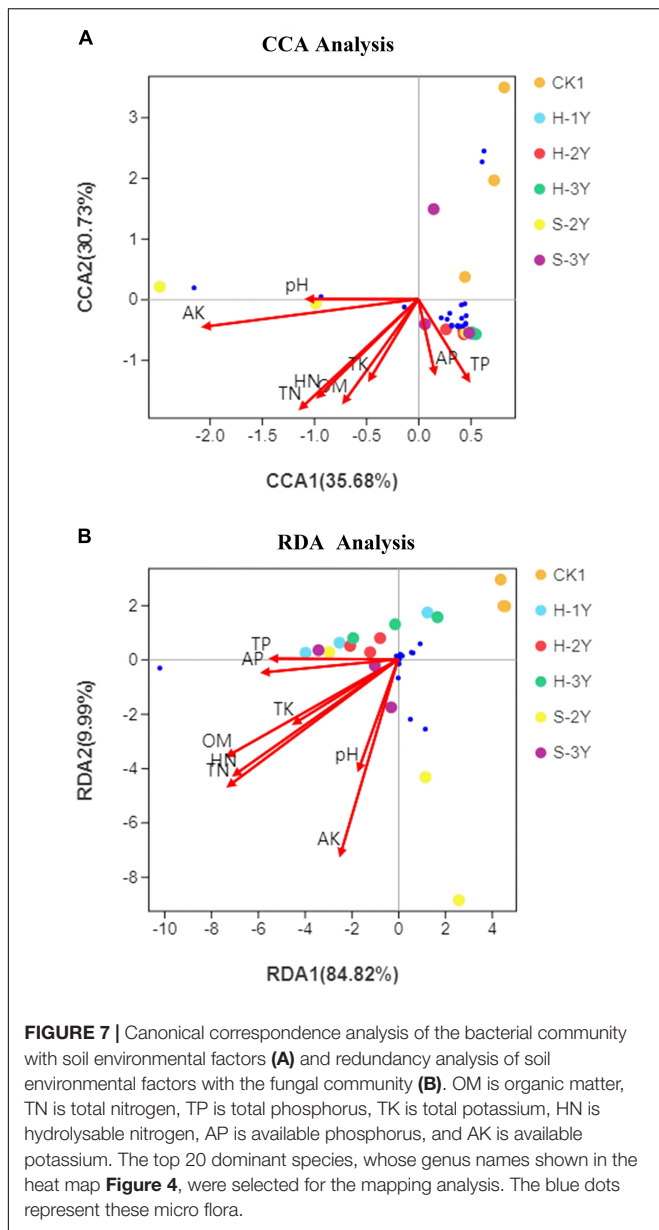 A
CCA Analysis
CK1
H-1Y
H-2Y
H-3Y
S-2Y
S-3Y
3
2
1
0
-1
CCA2(30.73%)
pH
AK
TK
HN
OM
TN
AP
TP
-2.0
-1.5
-1.0
-0.5
0.0
0.5
CCA1(35.68%)
B
RDA Analysis
CK1
H-1Y
H-2Y
H-3Y
S-2Y
S-3Y
2
0
-2
-4
-6
-8
RDA2(9.99%)
TP
AP
TK
OM
HN
TN
pH
AK
-10
-8
-6
-4
-2
0
2
4
RDA1(84.82%)
FIGURE 7 | Canonical correspondence analysis of the bacterial community
with soil environmental factors (A) and redundancy analysis of soil
environmental factors with the fungal community (B). OM is organic matter,
TN is total nitrogen, TP is total phosphorus, TK is total potassium, HN is
hydrolysable nitrogen, AP is available phosphorus, and AK is available
potassium. The top 20 dominant species, whose genus names shown in the
heat map Figure 4, were selected for the mapping analysis. The blue dots
represent these micro flora.